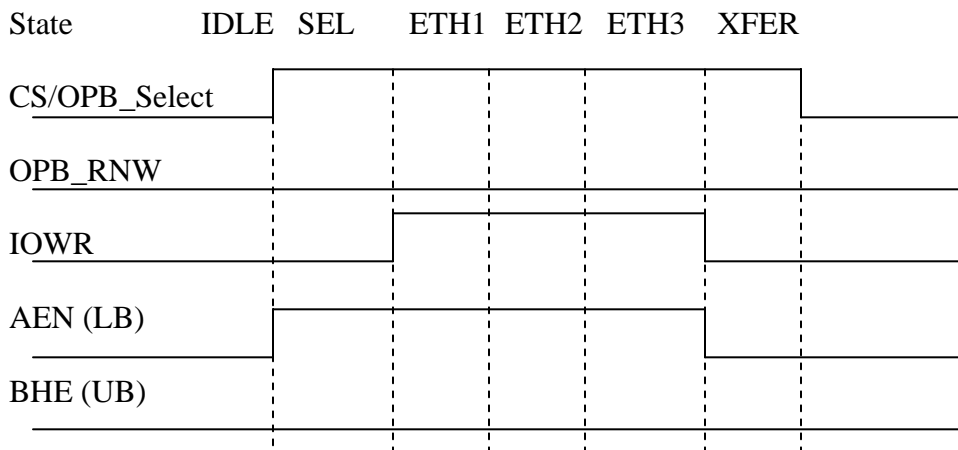 State IDLE SEL ETH1 ETH2 ETH3 XFER
CS/OPB_Select
OPB_RNW
IOWR
AEN (LB)
BHE (UB)